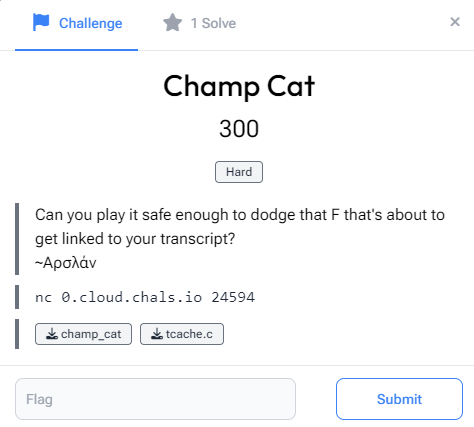 Challenge
1 Solve
×
Champ Cat
300
Hard
Can you play it safe enough to dodge that F that's about to
get linked to your transcript?
~Αρσλάν
nc 0.cloud.chals.io 24594
champ_cat
tcache.c
Flag
Submit